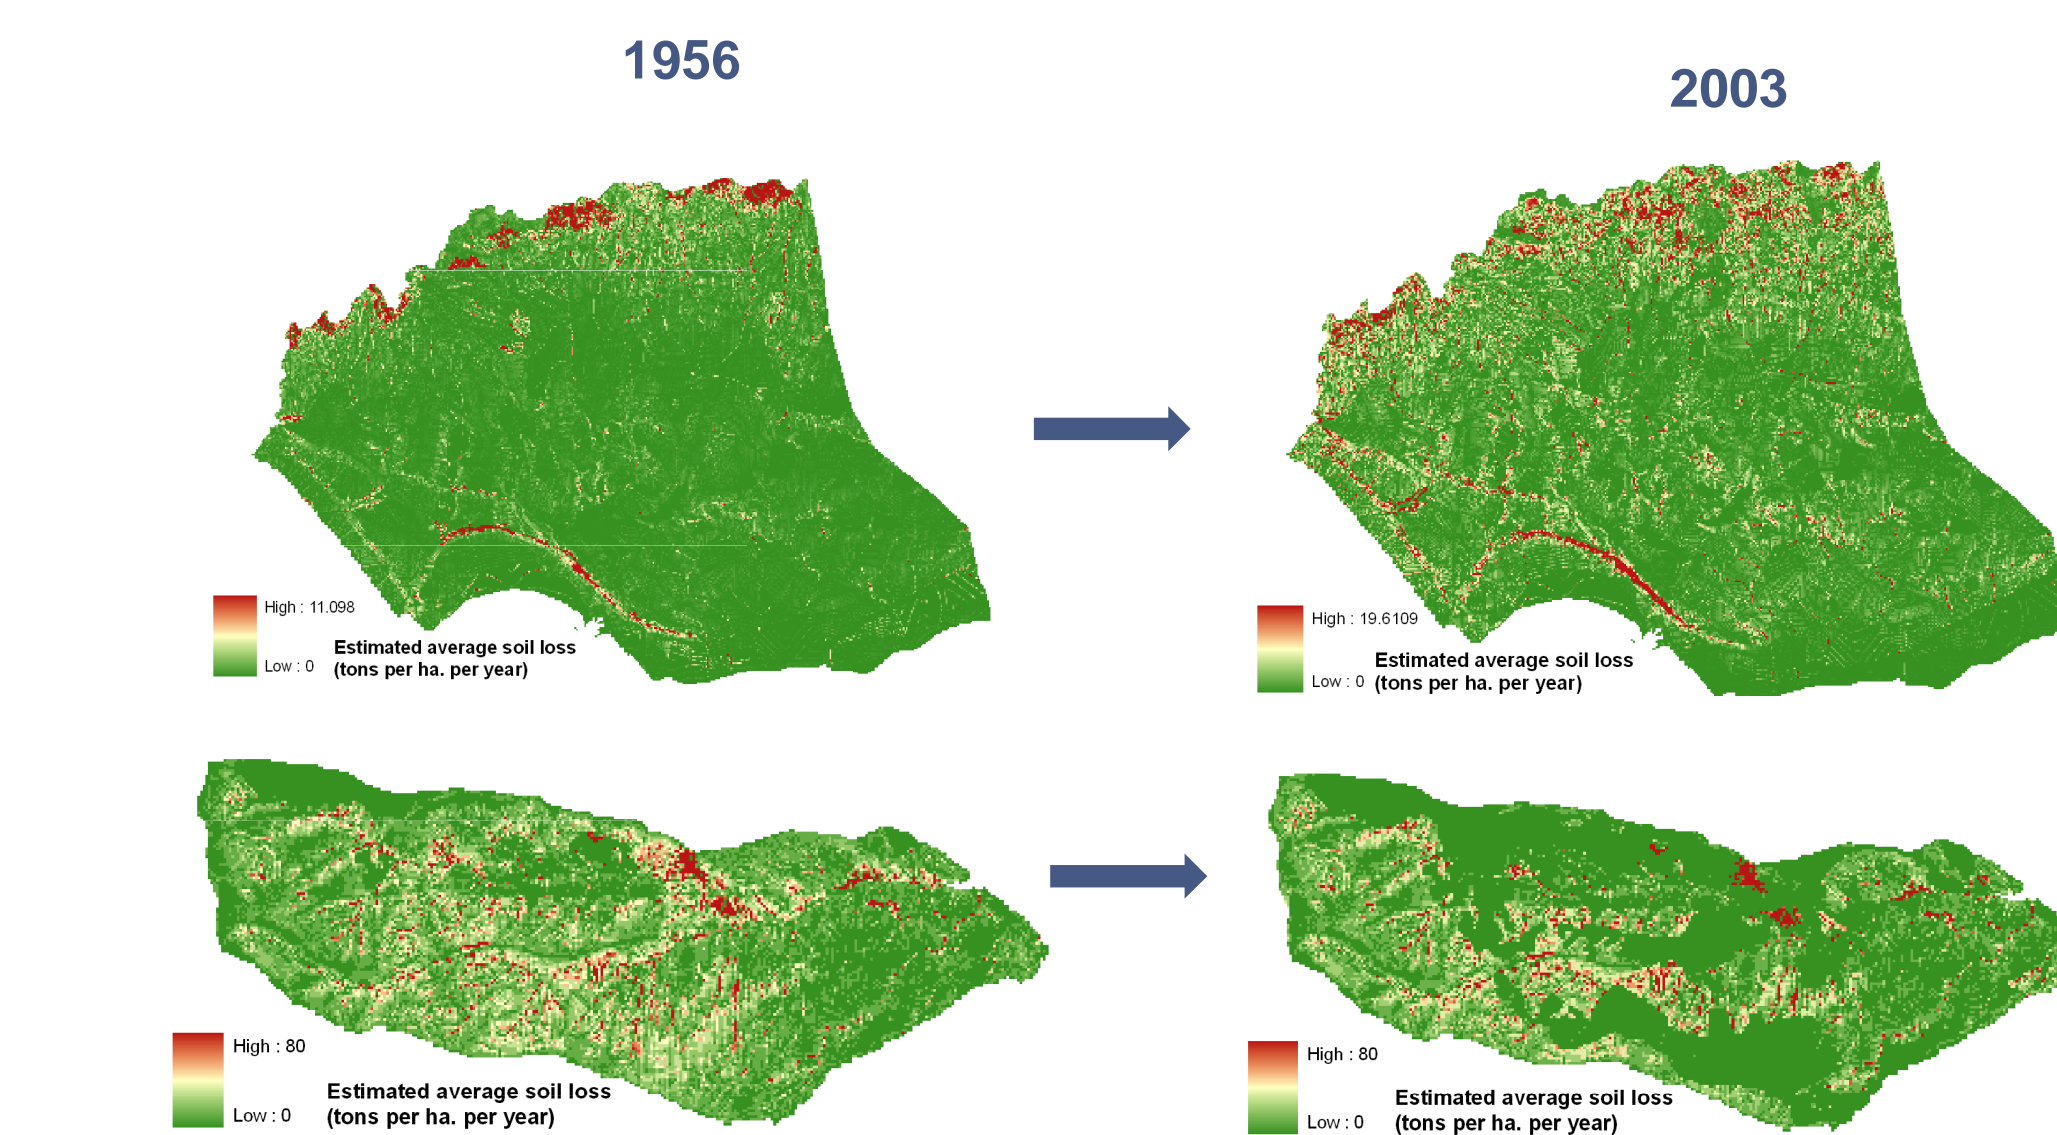 1956
2003
High : 11.098
Low : 0
Estimated average soil loss
(tons per ha. per year)
High : 19.6109
Low : 0
Estimated average soil loss
(tons per ha. per year)
High : 80
Low : 0
Estimated average soil loss
(tons per ha. per year)
High : 80
Low : 0
Estimated average soil loss
(tons per ha. per year)